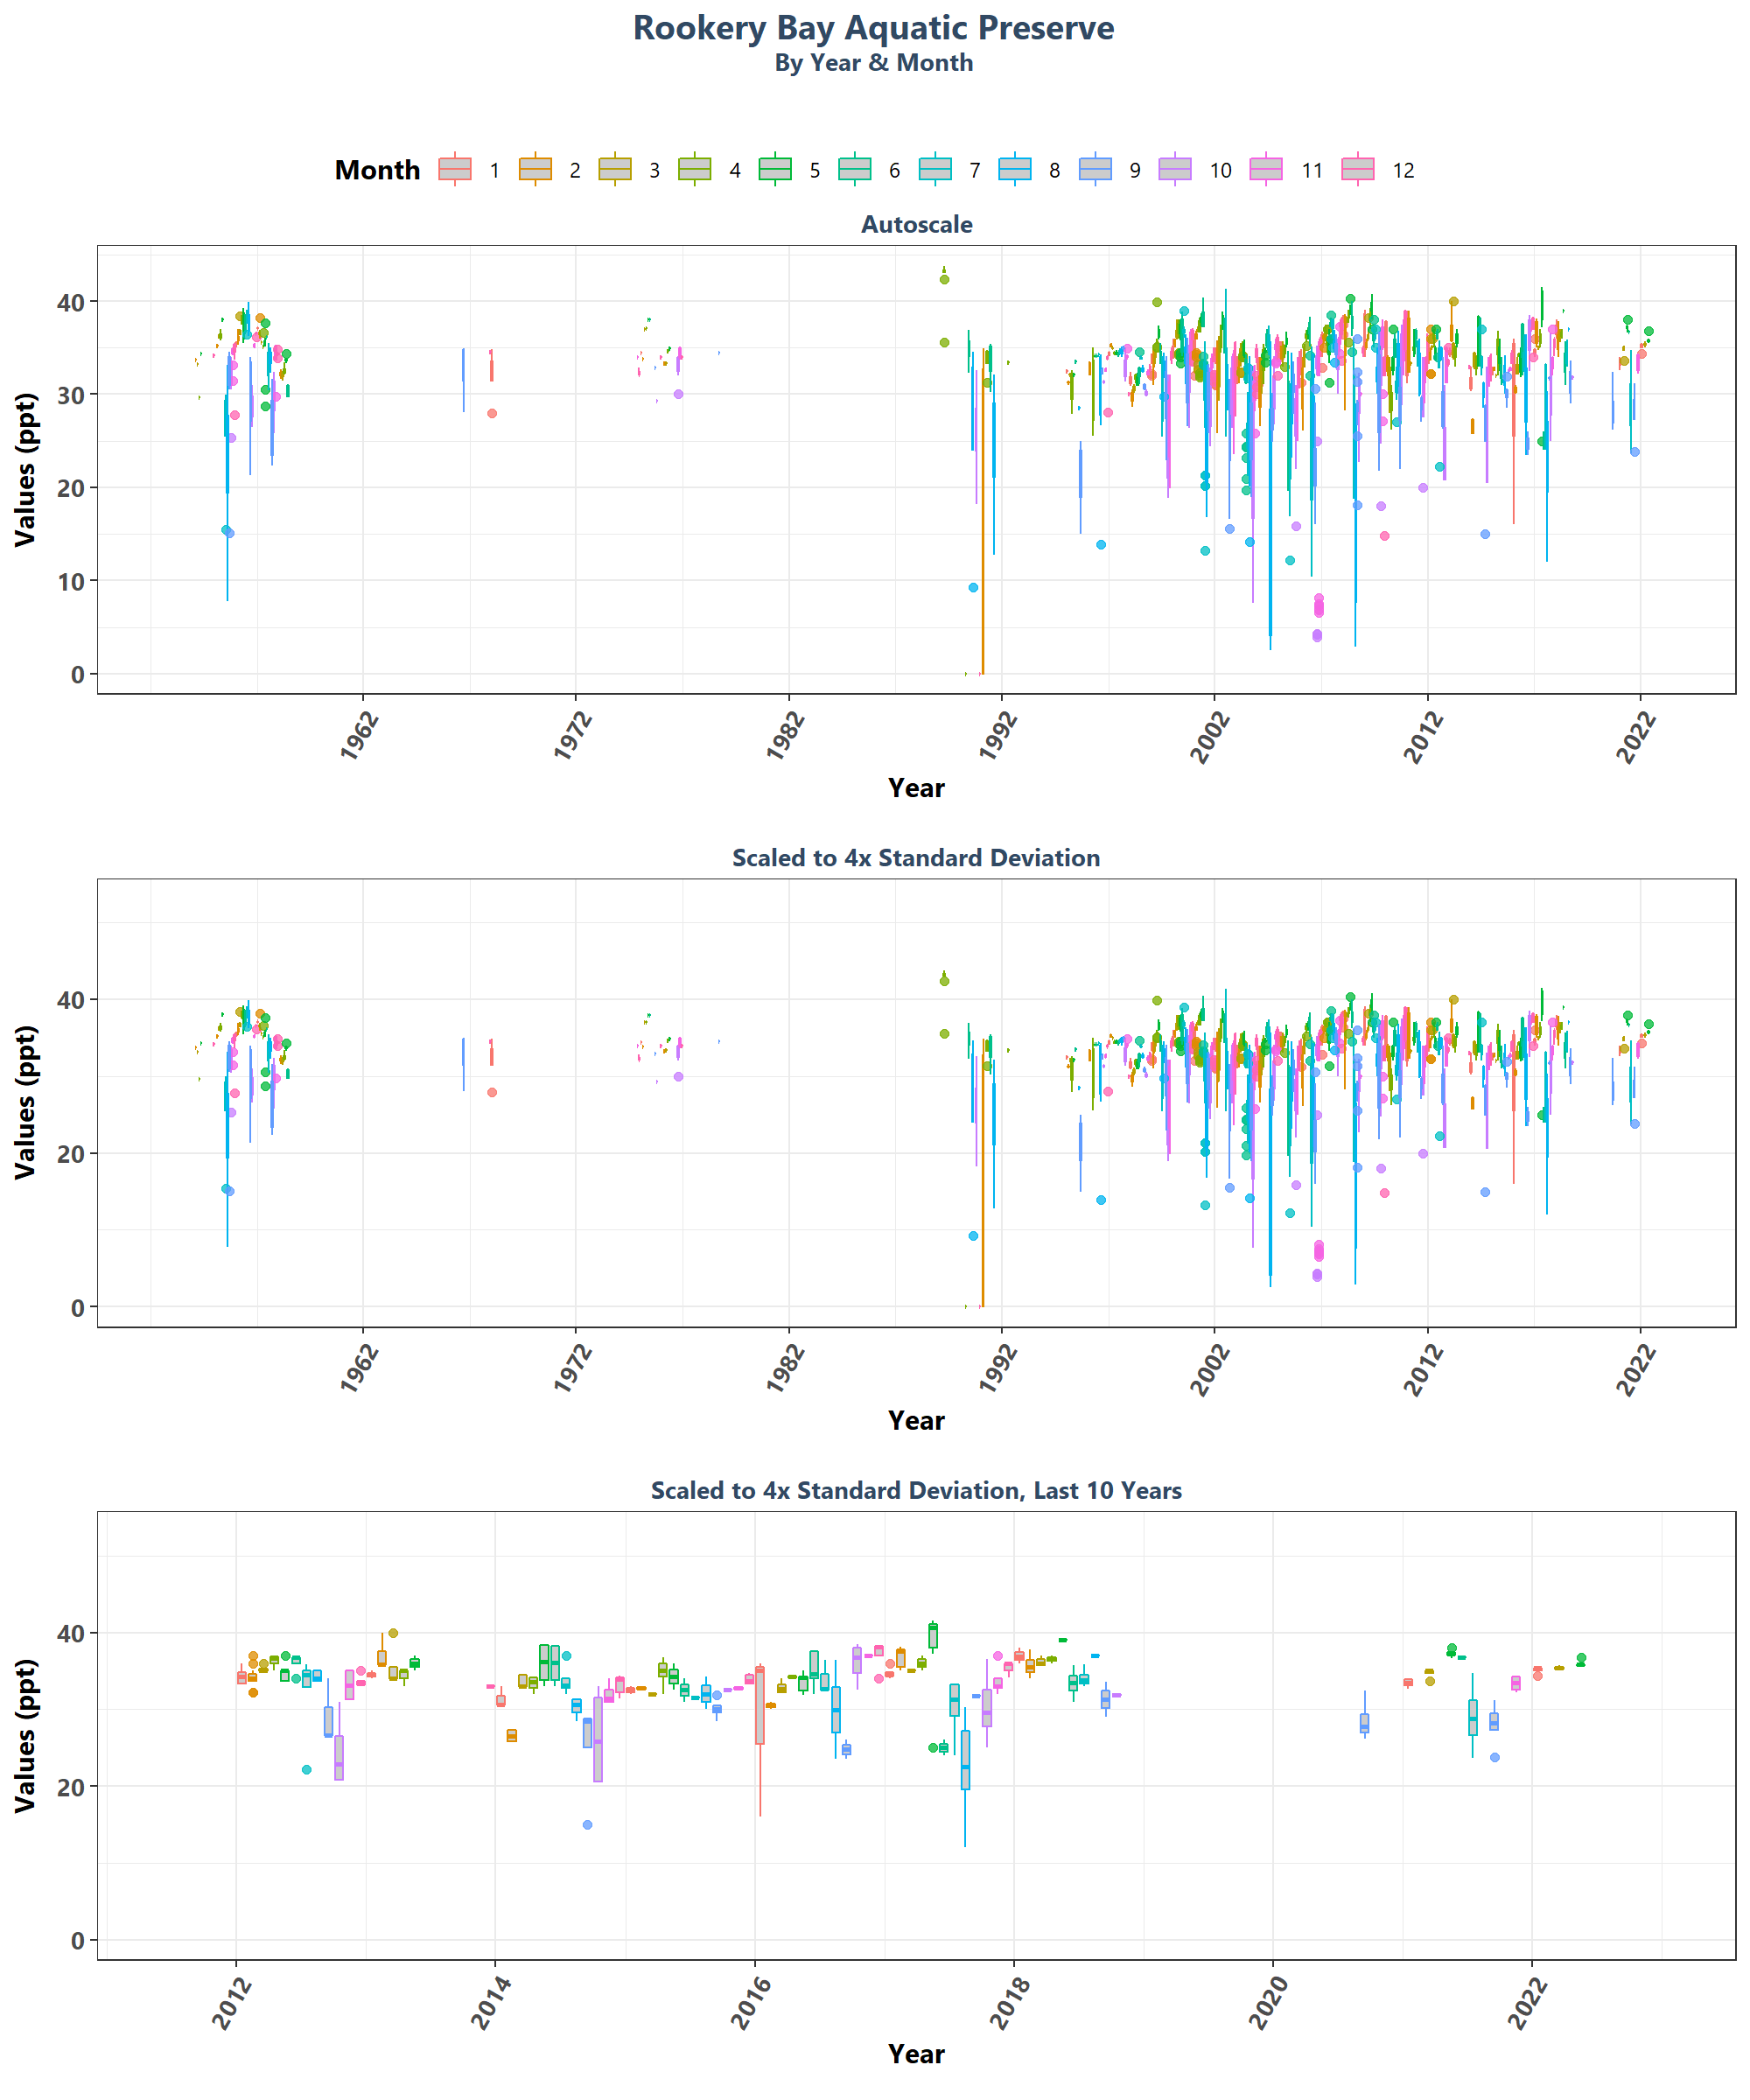 Rookery Bay Aquatic Preserve
By Year & Month
Month 1 2 3 4 5 6 7 8 9 10 11 12
Autoscale
Values (ppt)
40
30
20
10
0
1962 1972 1982 1992 2002 2012 2022
Year
Scaled to 4x Standard Deviation
Values (ppt)
40
20
0
1962 1972 1982 1992 2002 2012 2022
Year
Scaled to 4x Standard Deviation, Last 10 Years
Values (ppt)
40
20
0
2012 2014 2016 2018 2020 2022
Year